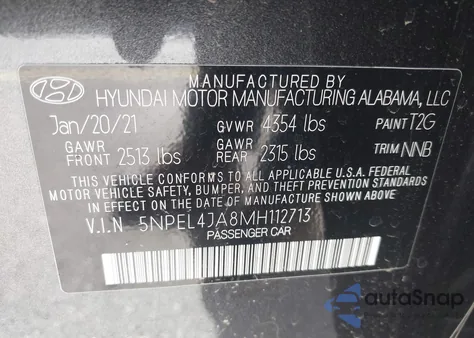 MANUFACTURED BY
HYUNDAI MOTOR MANUFACTURING ALABAMA, LLC
Jan/20/21 GVWR 4354 lbs PAINT T2G
GAWR FRONT 2513 lbs GAWR REAR 2315 lbs TRIM NNB
THIS VEHICLE CONFORMS TO ALL APPLICABLE U.S.A. FEDERAL
MOTOR VEHICLE SAFETY, BUMPER, AND THEFT PREVENTION STANDARDS
IN EFFECT ON THE DATE OF MANUFACTURE SHOWN ABOVE.
V.I.N 5NPEL4JA8MH112713
PASSENGER CAR
autoSnap